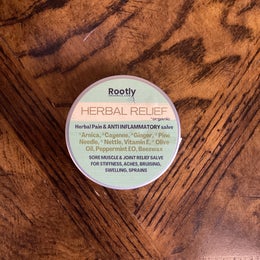 Rootly
HERBAL RELIEF
*organic
Herbal Pain & ANTI INFLAMMATORY salve
*Arnica, *Cayenne, *Ginger, *Pine
Needle, *Nettle, Vitamin E, *Olive
Oil, Peppermint EO, Beeswax
SORE MUSCLE & JOINT RELIEF SALVE
FOR STIFFNESS, ACHES, BRUISING,
SWELLING, SPRAINS